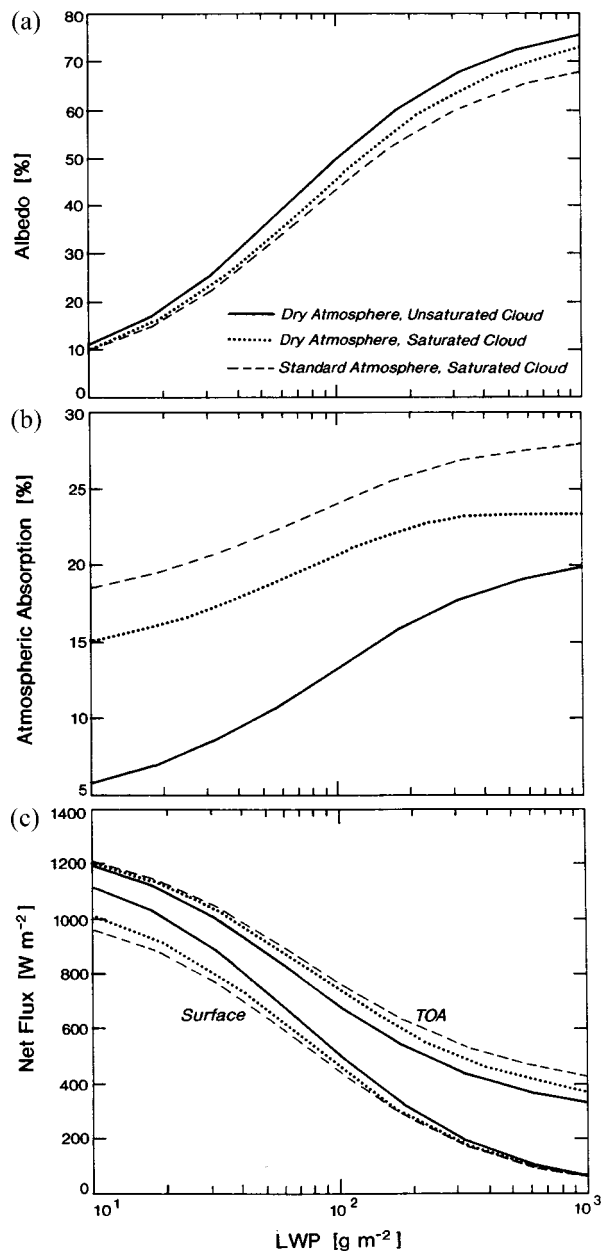 (a)
80
70
60
50
40
30
20
10
0
Albedo [%]
Dry Atmosphere, Unsaturated Cloud
Dry Atmosphere, Saturated Cloud
Standard Atmosphere, Saturated Cloud
(b)
30
25
20
15
10
5
Atmospheric Absorption [%]
(c)
1400
1200
1000
800
600
400
200
0
Net Flux [W m⁻²]
TOA
Surface
10¹
10²
10³
LWP [g m⁻²]